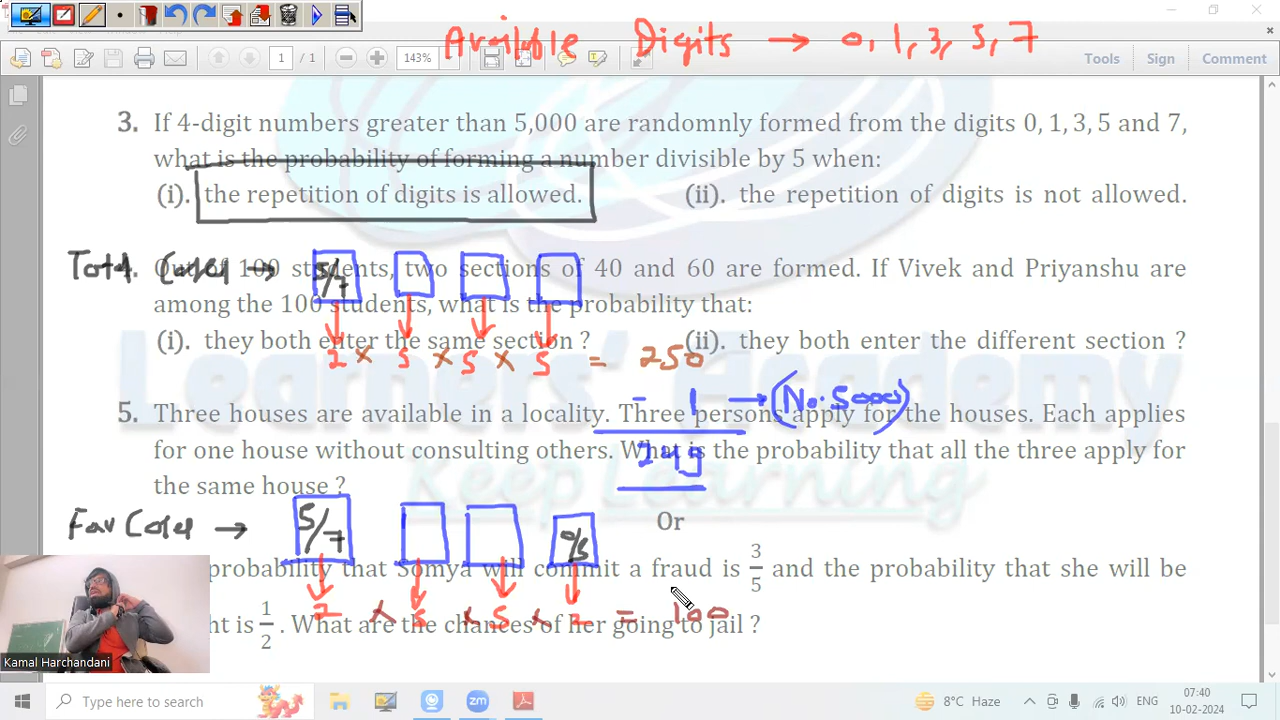 Available Digits → 0, 1, 3, 5, 7
1 / 1
143%
Tools
Sign
Comment
3. If 4-digit numbers greater than 5,000 are randomnly formed from the digits 0, 1, 3, 5 and 7,
what is the probability of forming a number divisible by 5 when:
(i). the repetition of digits is allowed. (ii). the repetition of digits is not allowed.
Total Cases → 5/7
Out of 100 students, two sections of 40 and 60 are formed. If Vivek and Priyanshu are
among the 100 students, what is the probability that:
(i). they both enter the same section ? (ii). they both enter the different section ?
2 × 5 × 5 × 5 = 250
- 1 → (No. 5000)
5. Three houses are available in a locality. Three persons apply for the houses. Each applies
for one house without consulting others. What is the probability that all the three apply for
249
the same house ?
Fav Cases → 5/7 0/5
Or
probability that Somya will commit a fraud is 3/5 and the probability that she will be
2 × 5 × 5 × 2 = 100
ht is 1/2 . What are the chances of her going to jail ?
Learners' Academy
Keep Learning
Kamal Harchandani
Type here to search
zm
8°C Haze
ENG
07:40
10-02-2024